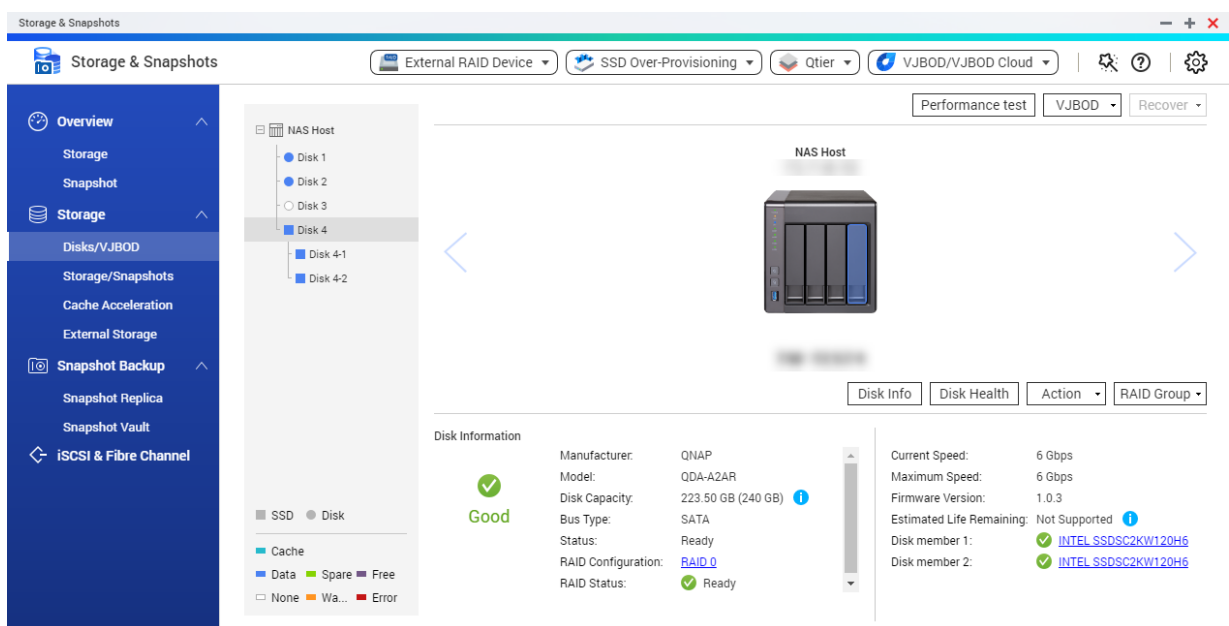 Storage & Snapshots
Storage & Snapshots
External RAID Device
SSD Over-Provisioning
Qtier
VJBOD/VJBOD Cloud
Overview
Storage
Snapshot
Storage
Disks/VJBOD
Storage/Snapshots
Cache Acceleration
External Storage
Snapshot Backup
Snapshot Replica
Snapshot Vault
iSCSI & Fibre Channel
NAS Host
Disk 1
Disk 2
Disk 3
Disk 4
Disk 4-1
Disk 4-2
SSD Disk
Cache
Data Spare Free
None Wa... Error
Performance test VJBOD Recover
NAS Host
Disk Info Disk Health Action RAID Group
Disk Information
Good
Manufacturer: QNAP
Model: QDA-A2AR
Disk Capacity: 223.50 GB (240 GB)
Bus Type: SATA
Status: Ready
RAID Configuration: RAID 0
RAID Status: Ready
Current Speed: 6 Gbps
Maximum Speed: 6 Gbps
Firmware Version: 1.0.3
Estimated Life Remaining: Not Supported
Disk member 1: INTEL SSDSC2KW120H6
Disk member 2: INTEL SSDSC2KW120H6